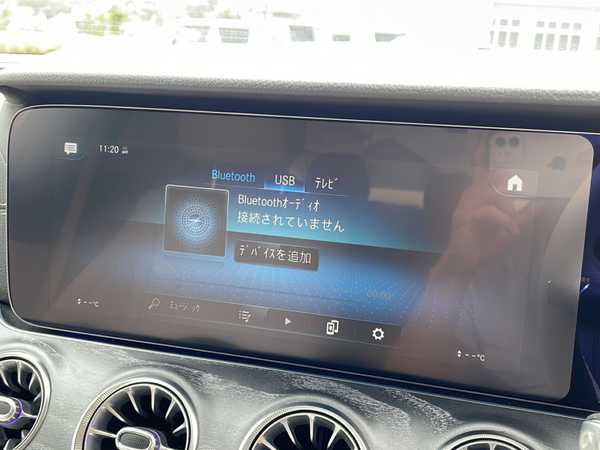 11:20
Bluetooth USB テレビ
Bluetoothオーディオ
接続されていません
デバイスを追加
00:00
ミュージック
--℃
--℃